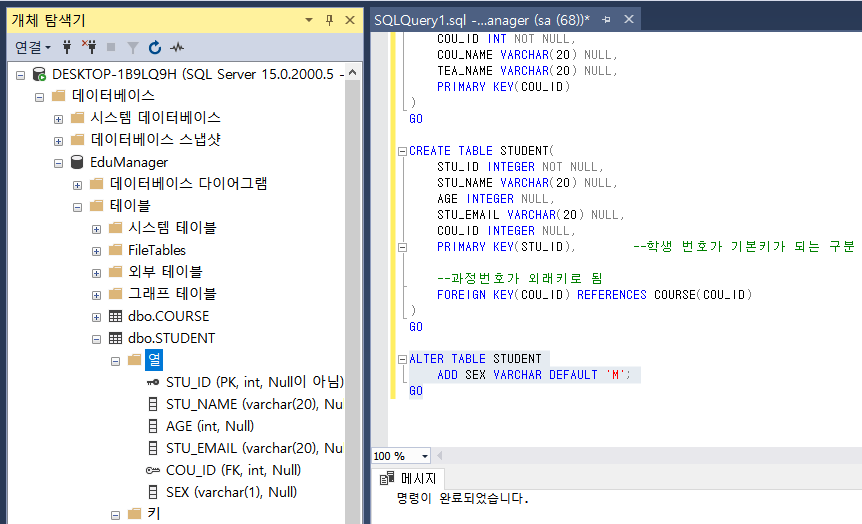 개체 탐색기
연결
DESKTOP-1B9LQ9H (SQL Server 15.0.2000.5 –
데이터베이스
시스템 데이터베이스
데이터베이스 스냅샷
EduManager
데이터베이스 다이어그램
테이블
시스템 테이블
FileTables
외부 테이블
그래프 테이블
dbo.COURSE
dbo.STUDENT
열
STU_ID (PK, int, Null이 아님)
STU_NAME (varchar(20), Nu
AGE (int, Null)
STU_EMAIL (varchar(20), Nu
COU_ID (FK, int, Null)
SEX (varchar(1), Null)
키
SQLQuery1.sql -...anager (sa (68))*
COU_ID INT NOT NULL,
COU_NAME VARCHAR(20) NULL,
TEA_NAME VARCHAR(20) NULL,
PRIMARY KEY(COU_ID)
)
GO
CREATE TABLE STUDENT(
STU_ID INTEGER NOT NULL,
STU_NAME VARCHAR(20) NULL,
AGE INTEGER NULL,
STU_EMAIL VARCHAR(20) NULL,
COU_ID INTEGER NULL,
PRIMARY KEY(STU_ID), --학생 번호가 기본키가 되는 구분
--과정번호가 외래키로 됨
FOREIGN KEY(COU_ID) REFERENCES COURSE(COU_ID)
)
GO
ALTER TABLE STUDENT
ADD SEX VARCHAR DEFAULT 'M';
GO
100 %
메시지
명령이 완료되었습니다.